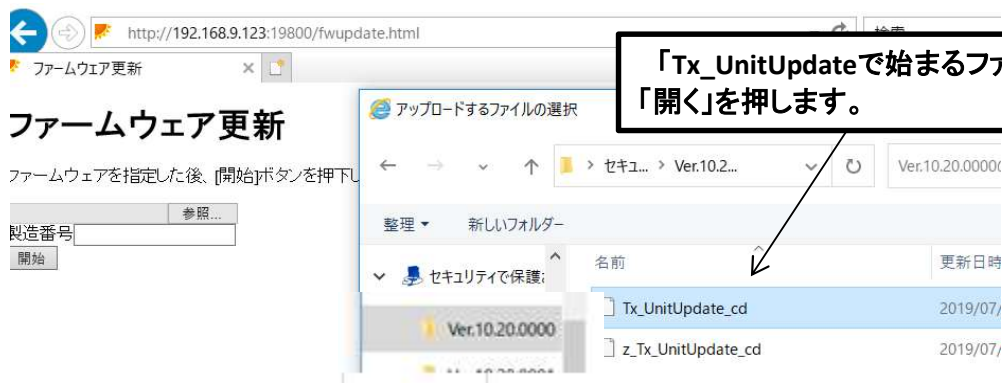 http://192.168.9.123:19800/fwupdate.html
ファームウェア更新
「Tx_UnitUpdateで始まるファ
「開く」を押します。
ファームウェア更新
アップロードするファイルの選択
セキュ... > Ver.10.2...
Ver.10.20.0000
ファームウェアを指定した後、[開始]ボタンを押下し
参照...
製造番号
開始
整理
新しいフォルダー
名前
更新日時
セキュリティで保護
Tx_UnitUpdate_cd
2019/07/
Ver.10.20.0000
z_Tx_UnitUpdate_cd
2019/07/